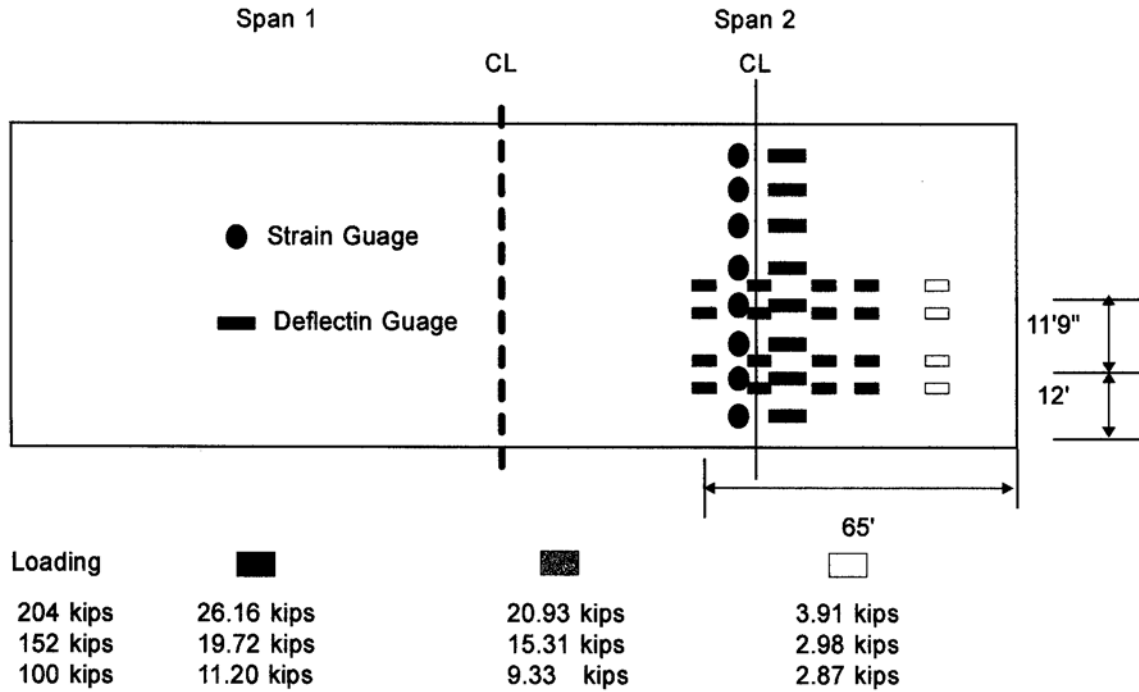 Span 1 Span 2
CL CL
Strain Guage
Deflectin Guage
11'9"
12'
65'
Loading
204 kips 26.16 kips 20.93 kips 3.91 kips
152 kips 19.72 kips 15.31 kips 2.98 kips
100 kips 11.20 kips 9.33 kips 2.87 kips